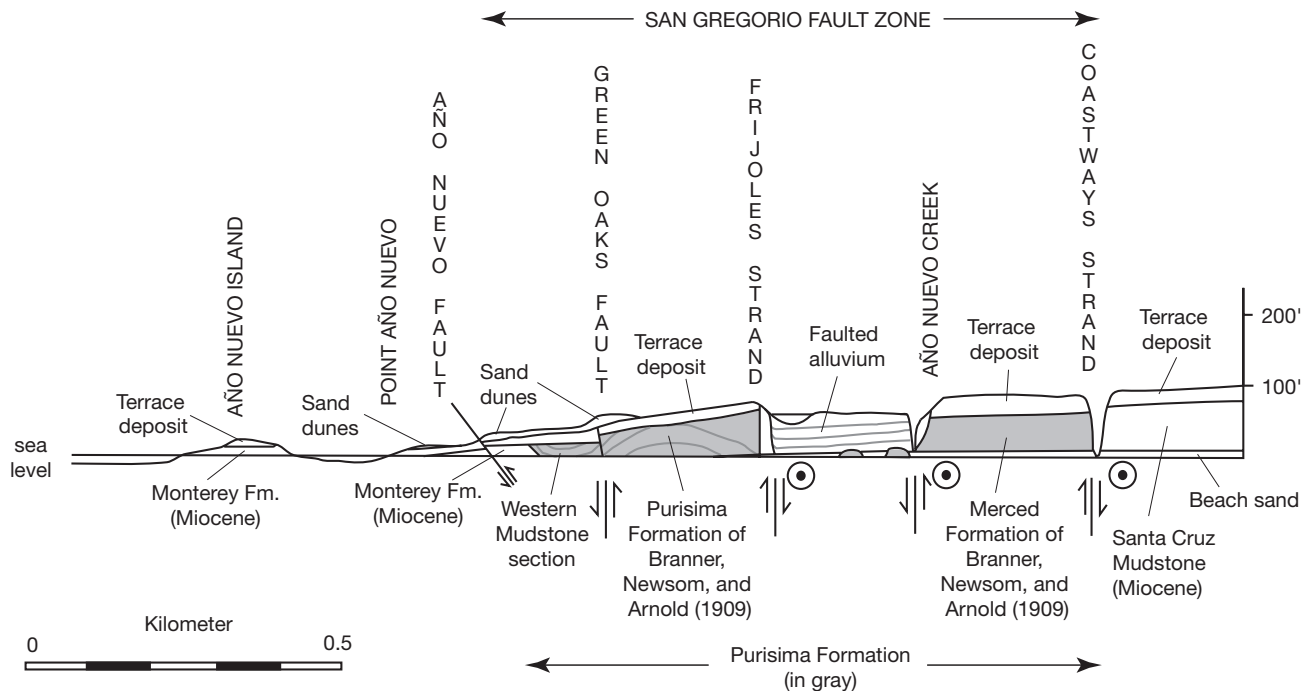 SAN GREGORIO FAULT ZONE
AÑO NUEVO ISLAND
POINT AÑO NUEVO
AÑO NUEVO FAULT
GREEN OAKS FAULT
FRIJOLES STRAND
AÑO NUEVO CREEK
COASTWAYS STRAND
200'
100'
Terrace
deposit
Sand
dunes
Sand
dunes
Terrace
deposit
Faulted
alluvium
Terrace
deposit
Terrace
deposit
sea
level
Monterey Fm.
(Miocene)
Monterey Fm.
(Miocene)
Western
Mudstone
section
Purisima
Formation of
Branner,
Newsom, and
Arnold (1909)
Merced
Formation of
Branner,
Newsom, and
Arnold (1909)
Santa Cruz
Mudstone
(Miocene)
Beach sand
Kilometer
0 0.5
Purisima Formation
(in gray)